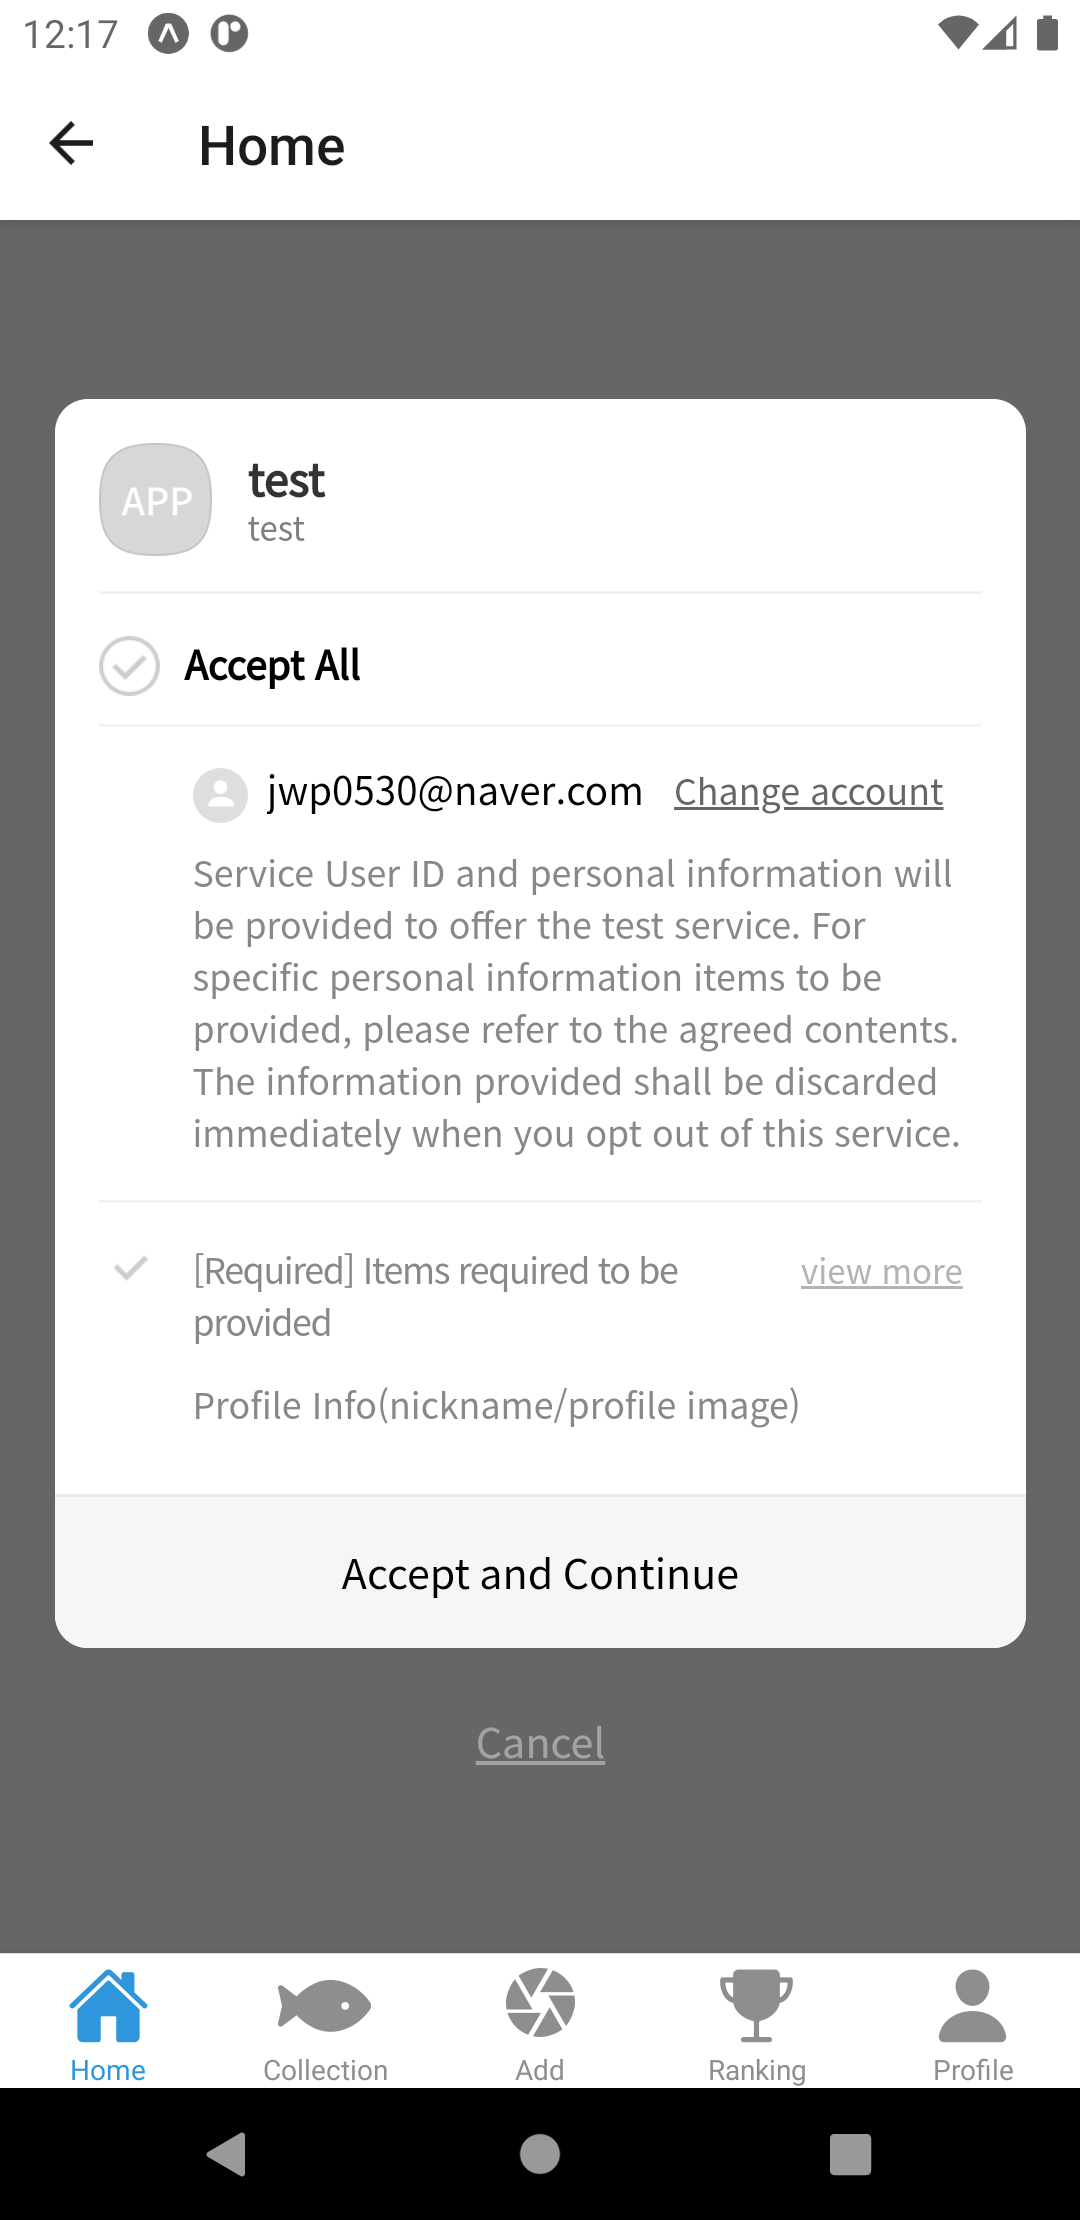 12:17
Home
APP
test
test
Accept All
jwp0530@naver.com Change account
Service User ID and personal information will
be provided to offer the test service. For
specific personal information items to be
provided, please refer to the agreed contents.
The information provided shall be discarded
immediately when you opt out of this service.
[Required] Items required to be view more
provided
Profile Info(nickname/profile image)
Accept and Continue
Cancel
Home Collection Add Ranking Profile